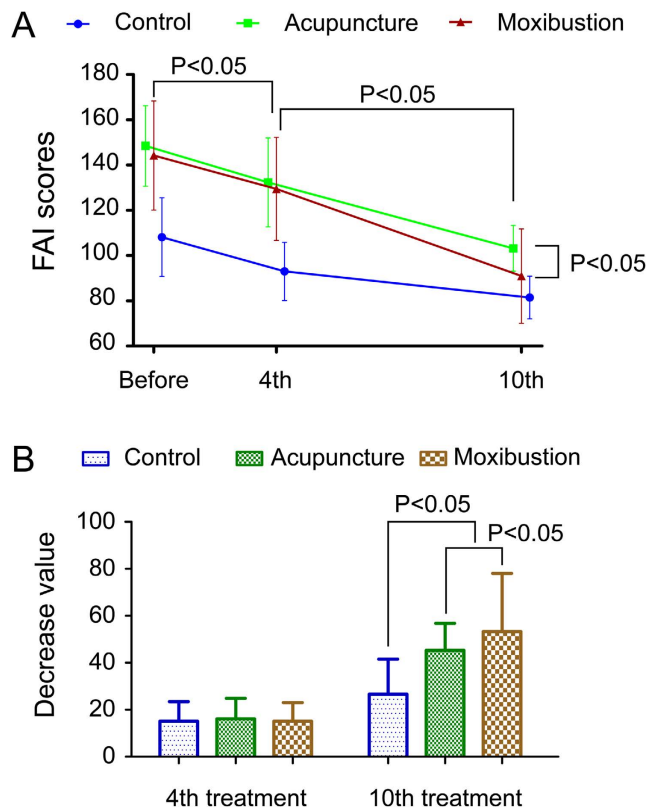 A
Control Acupuncture Moxibustion
180
160
140
120
100
80
60
FAI scores
P<0.05
P<0.05
P<0.05
Before 4th 10th
B
Control Acupuncture Moxibustion
100
80
60
40
20
0
Decrease value
P<0.05
P<0.05
4th treatment 10th treatment